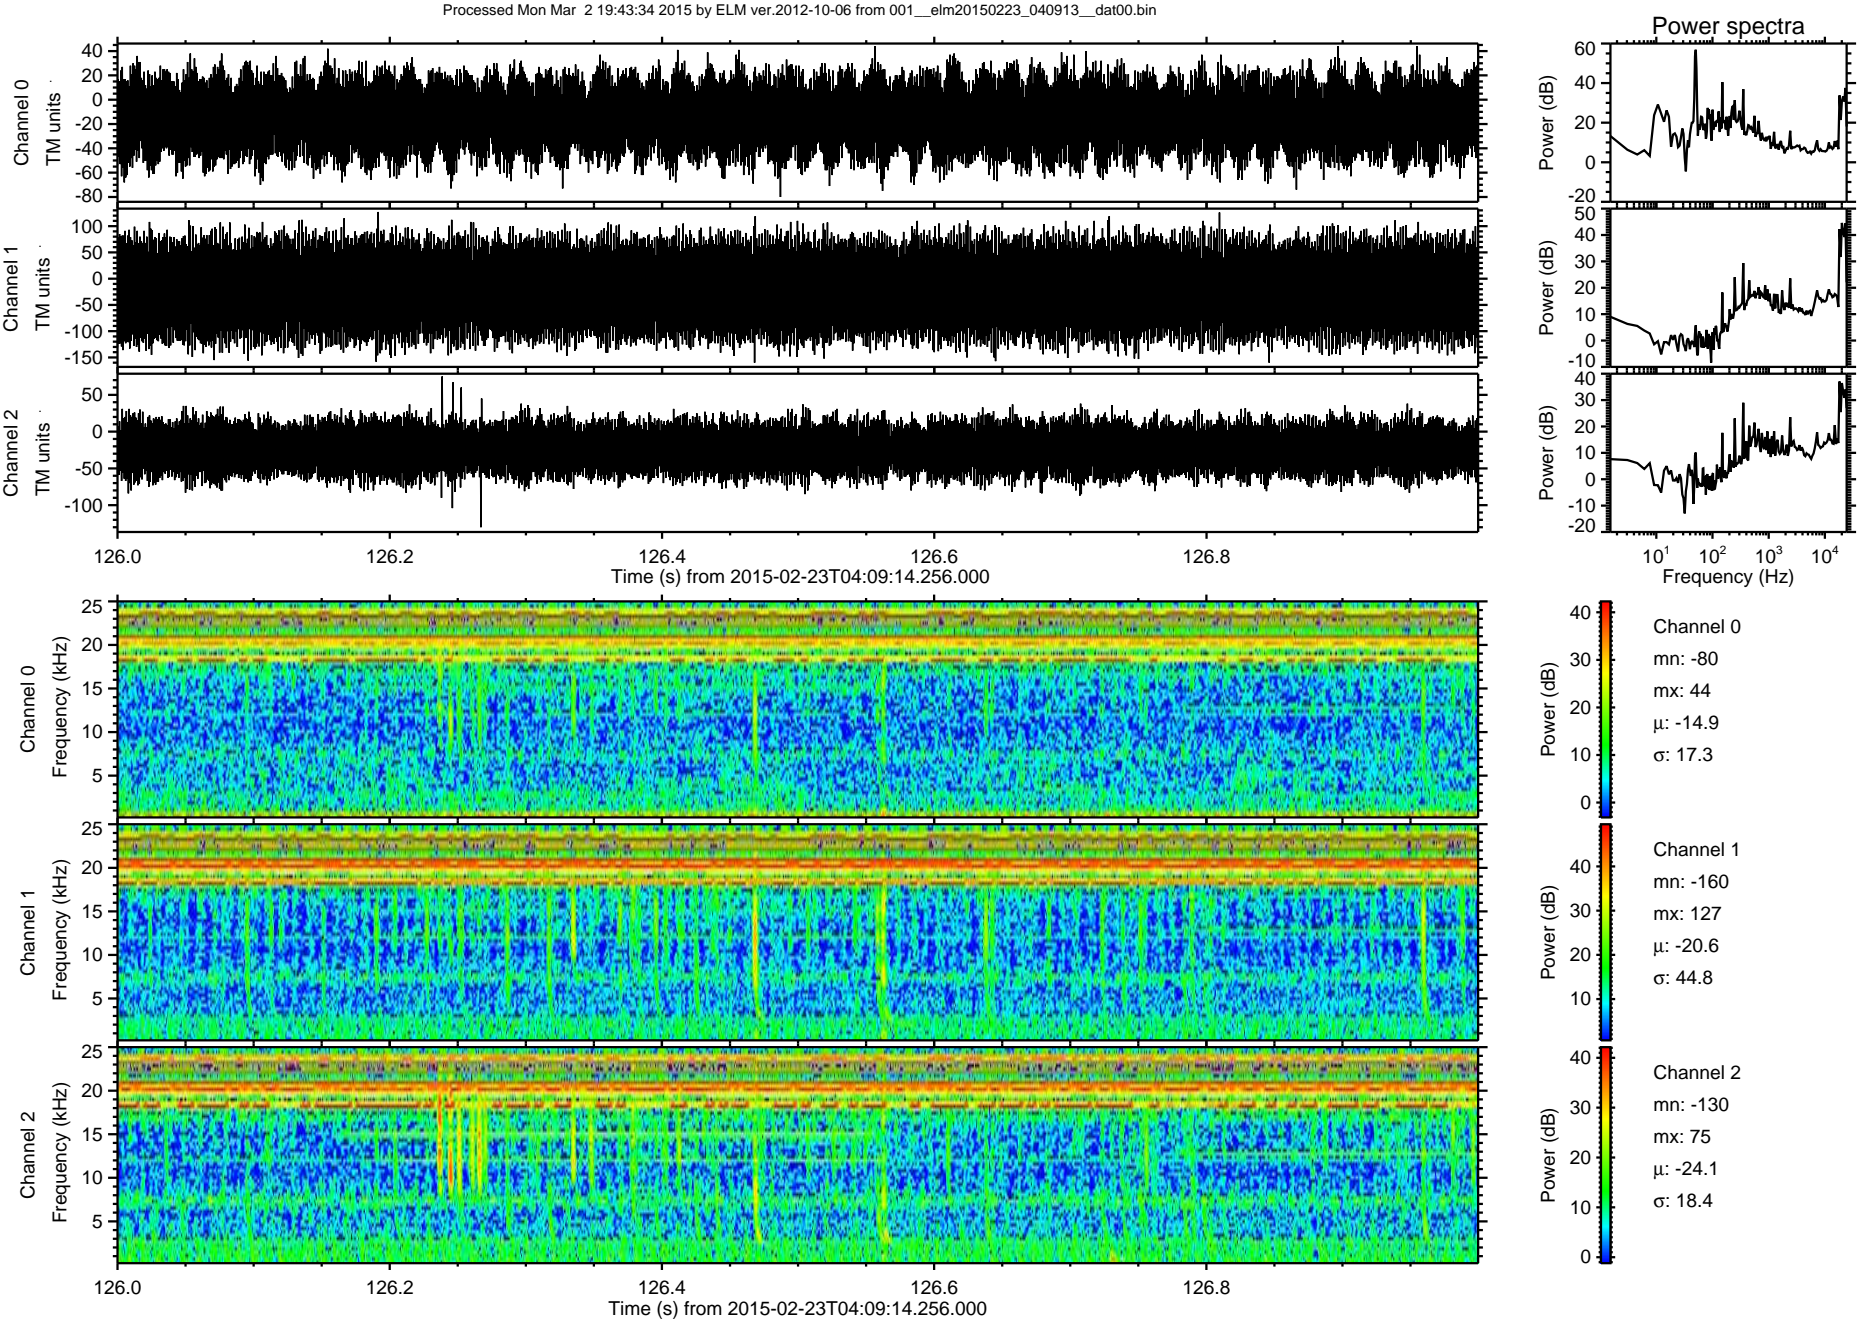 Processed Mon Mar  2 19:43:34 2015 by ELM ver.2012-10-06 from 001__elm20150223_040913__dat00.bin
Power spectra
Channel 0
TM units
40
20
0
-20
-40
-60
-80
Power (dB)
60
40
20
0
-20
Channel 1
TM units
100
50
0
-50
-100
-150
Power (dB)
50
40
30
20
10
0
-10
Channel 2
TM units
50
0
-50
-100
Power (dB)
40
30
20
10
0
-10
-20
126.0 126.2 126.4 126.6 126.8
Time (s) from 2015-02-23T04:09:14.256.000
10^1 10^2 10^3 10^4
Frequency (Hz)
Channel 0
Frequency (kHz)
25
20
15
10
5
Power (dB)
40
30
20
10
0
Channel 0
mn: -80
mx: 44
μ: -14.9
σ: 17.3
Channel 1
Frequency (kHz)
25
20
15
10
5
Power (dB)
40
30
20
10
Channel 1
mn: -160
mx: 127
μ: -20.6
σ: 44.8
Channel 2
Frequency (kHz)
25
20
15
10
5
Power (dB)
40
30
20
10
0
Channel 2
mn: -130
mx: 75
μ: -24.1
σ: 18.4
126.0 126.2 126.4 126.6 126.8
Time (s) from 2015-02-23T04:09:14.256.000